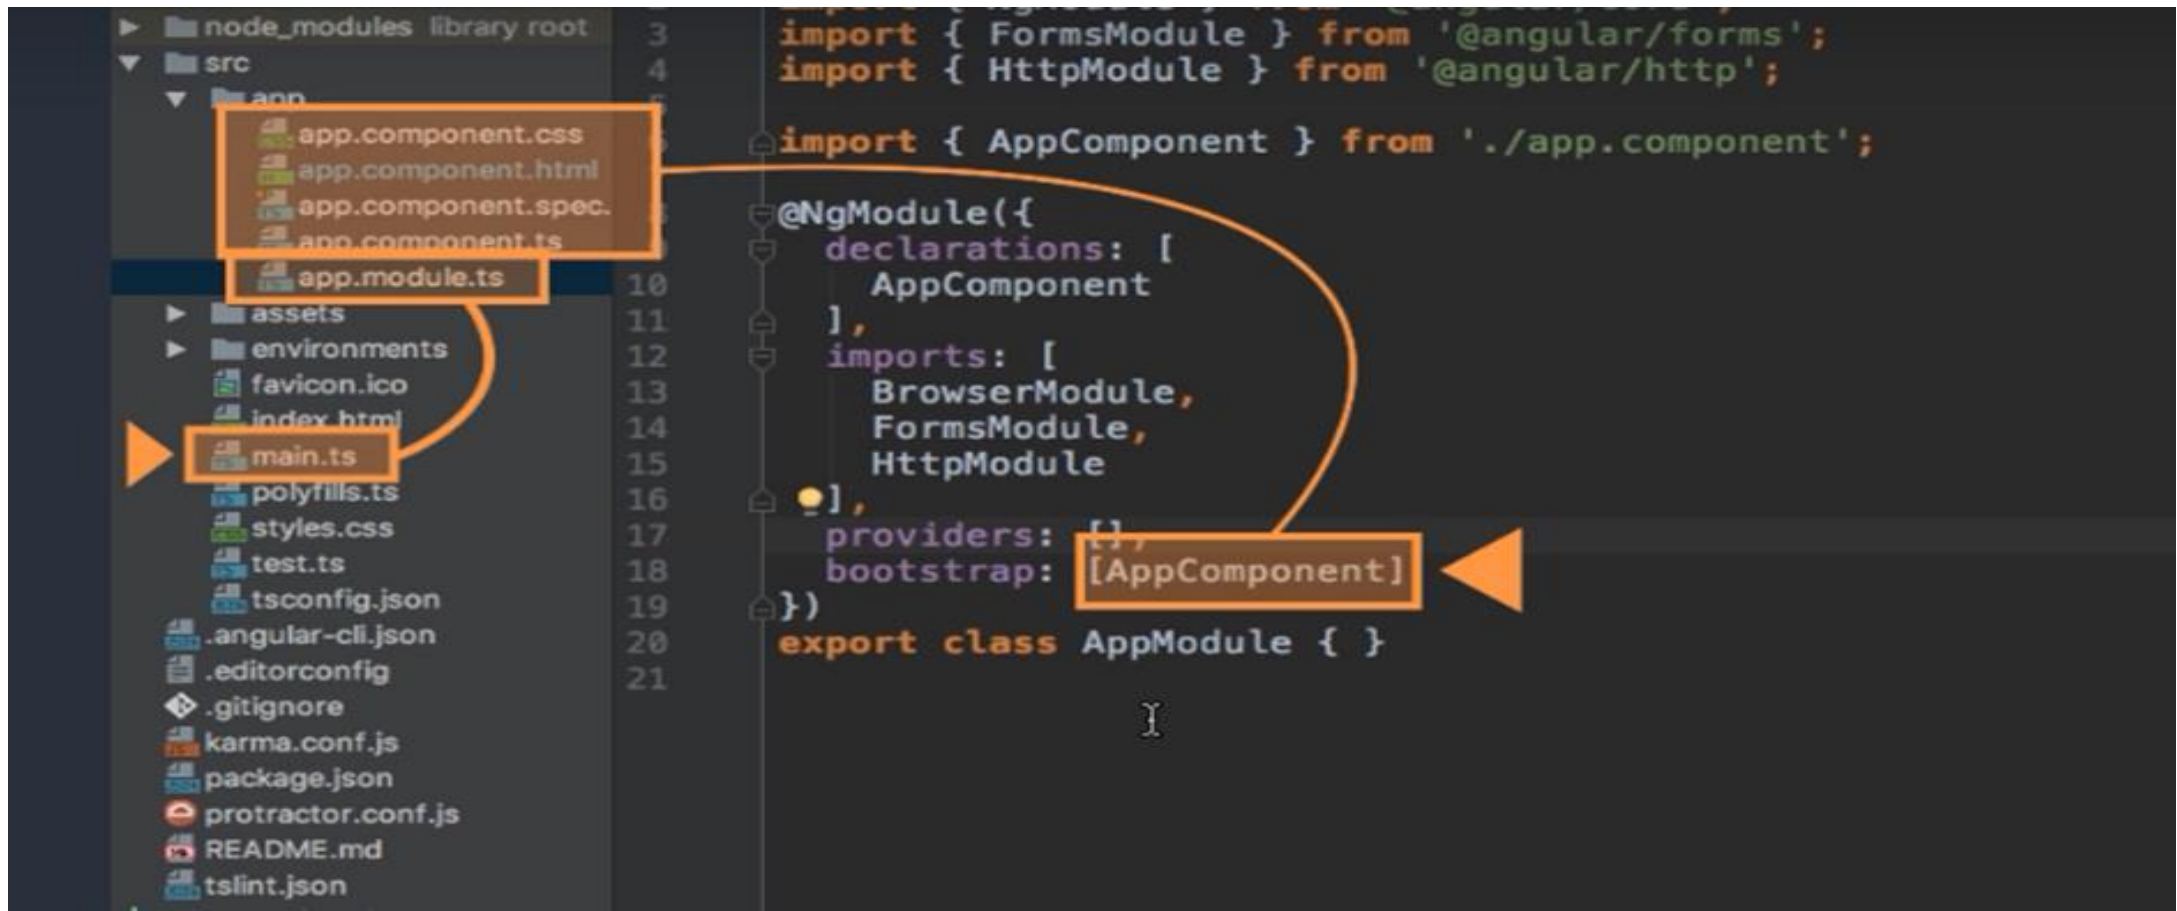 node_modules library root
src
app
app.component.css
app.component.html
app.component.spec.
app.component.ts
app.module.ts
assets
environments
favicon.ico
index.html
main.ts
polyfills.ts
styles.css
test.ts
tsconfig.json
.angular-cli.json
.editorconfig
.gitignore
karma.conf.js
package.json
protractor.conf.js
README.md
tslint.json
3 import { FormsModule } from '@angular/forms';
4 import { HttpModule } from '@angular/http';
import { AppComponent } from './app.component';
@NgModule({
declarations: [
10 AppComponent
11 ],
12 imports: [
13 BrowserModule,
14 FormsModule,
15 HttpModule
16 ],
17 providers: [],
18 bootstrap: [AppComponent]
19 })
20 export class AppModule { }
21